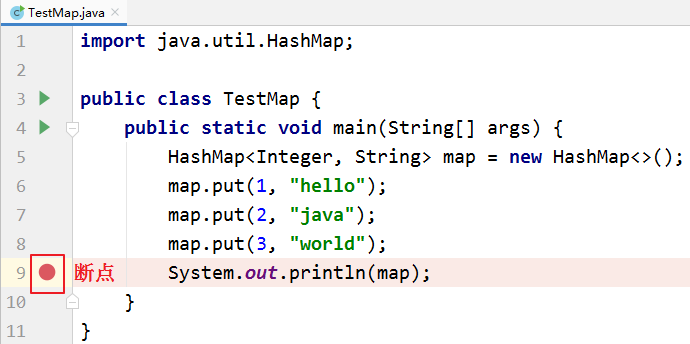 TestMap.java
1 import java.util.HashMap;
2
3 public class TestMap {
4 public static void main(String[] args) {
5 HashMap<Integer, String> map = new HashMap<>();
6 map.put(1, "hello");
7 map.put(2, "java");
8 map.put(3, "world");
9 断点 System.out.println(map);
10 }
11 }